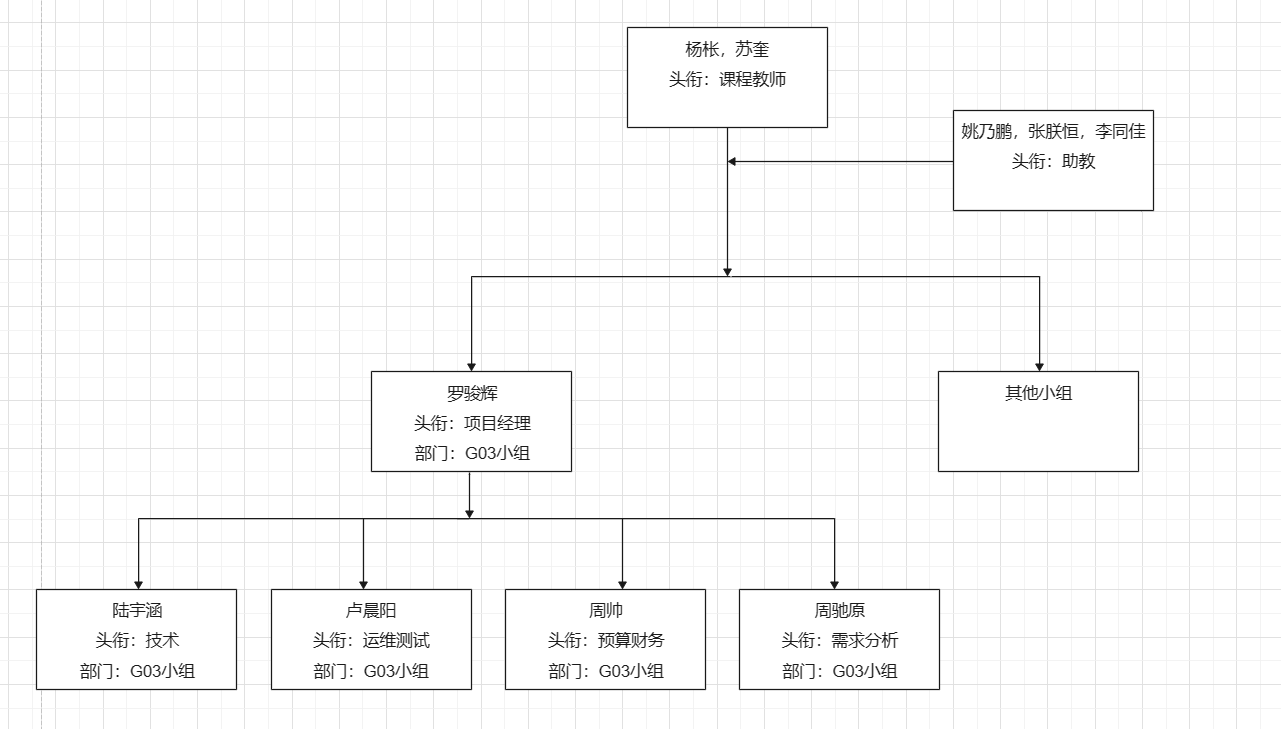 杨枨，苏奎
头衔：课程教师
姚乃鹏，张朕恒，李同佳
头衔：助教
罗骏辉
头衔：项目经理
部门：G03小组
其他小组
陆宇涵
头衔：技术
部门：G03小组
卢晨阳
头衔：运维测试
部门：G03小组
周帅
头衔：预算财务
部门：G03小组
周驰原
头衔：需求分析
部门：G03小组